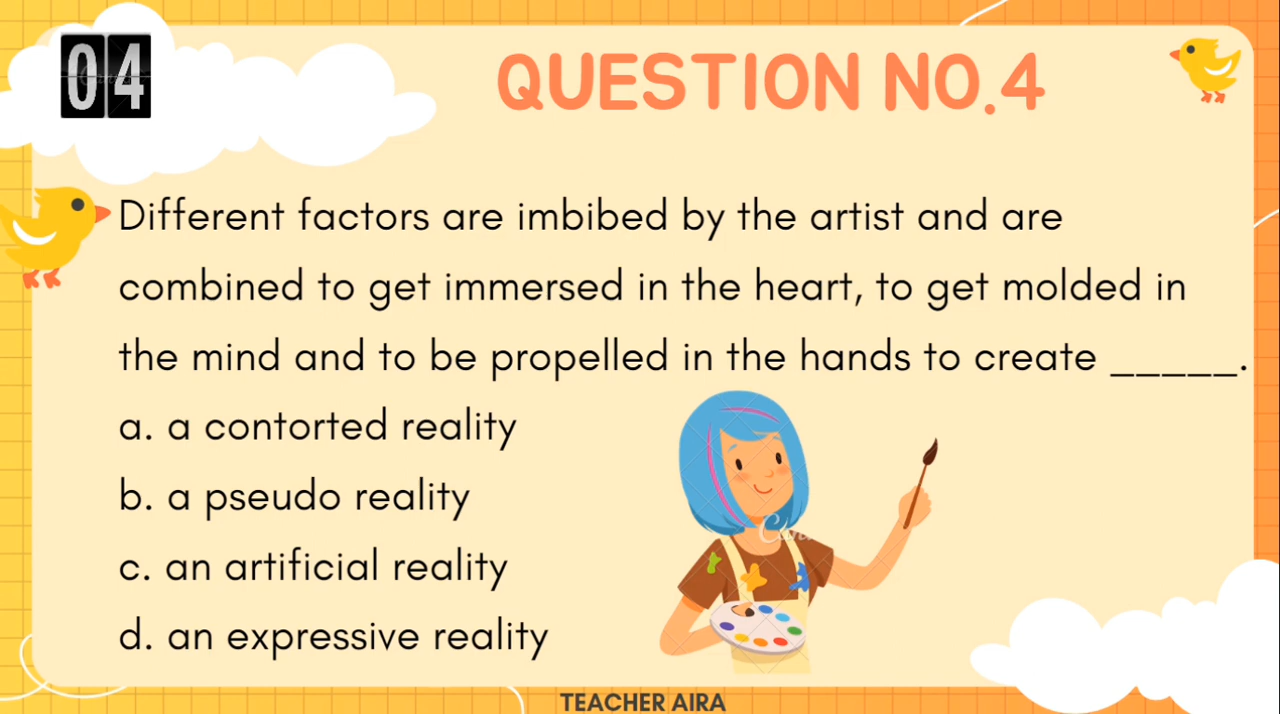 04
QUESTION NO.4
Different factors are imbibed by the artist and are
combined to get immersed in the heart, to get molded in
the mind and to be propelled in the hands to create _____.
a. a contorted reality
b. a pseudo reality
c. an artificial reality
d. an expressive reality
TEACHER AIRA